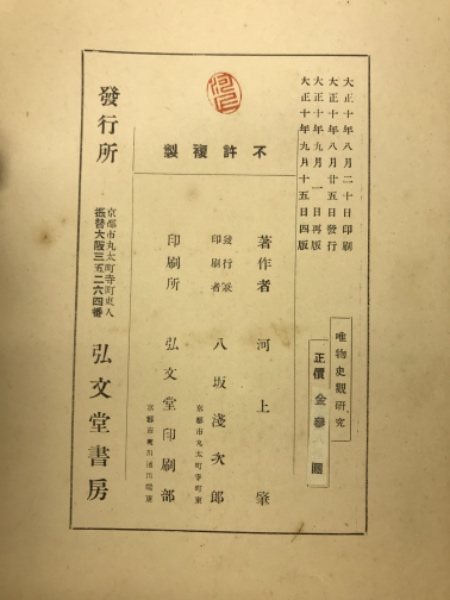 大正十年八月二十日印刷
大正十年八月廿五日發行
大正十年九月一日再版
大正十年九月十五日四版
唯物史觀研究
正價金參圓
不許複製
著作者 河上肇
發行兼印刷者 八坂淺次郎
京都市丸太町寺町東
印刷所 弘文堂印刷部
發行所
京都市丸太町寺町東入
振替大阪三五二六四番
弘文堂書房